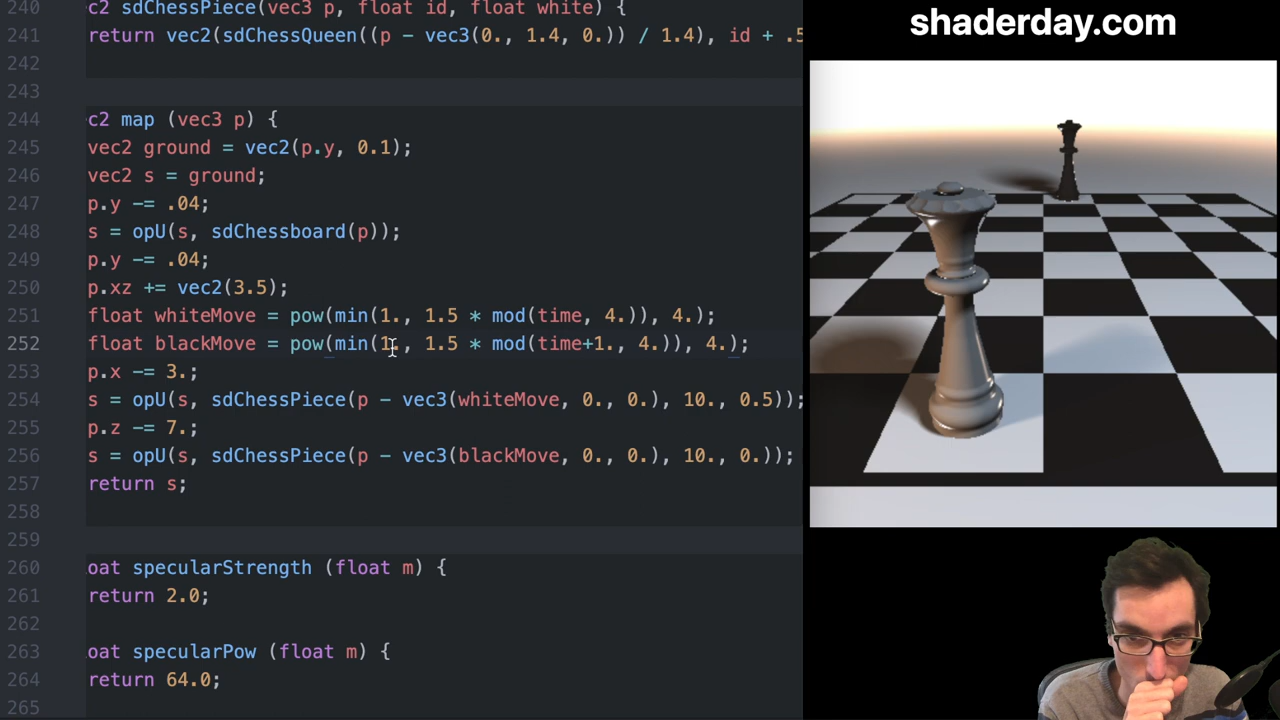 240 c2 sdChessPiece(vec3 p, float id, float white) {
241 return vec2(sdChessQueen((p - vec3(0., 1.4, 0.)) / 1.4), id + .5
242
243
244 c2 map (vec3 p) {
245 vec2 ground = vec2(p.y, 0.1);
246 vec2 s = ground;
247 p.y -= .04;
248 s = opU(s, sdChessboard(p));
249 p.y -= .04;
250 p.xz += vec2(3.5);
251 float whiteMove = pow(min(1., 1.5 * mod(time, 4.)), 4.);
252 float blackMove = pow(min(1., 1.5 * mod(time+1., 4.)), 4.);
253 p.x -= 3.;
254 s = opU(s, sdChessPiece(p - vec3(whiteMove, 0., 0.), 10., 0.5));
255 p.z -= 7.;
256 s = opU(s, sdChessPiece(p - vec3(blackMove, 0., 0.), 10., 0.));
257 return s;
258
259
260 oat specularStrength (float m) {
261 return 2.0;
262
263 oat specularPow (float m) {
264 return 64.0;
265
shaderday.com